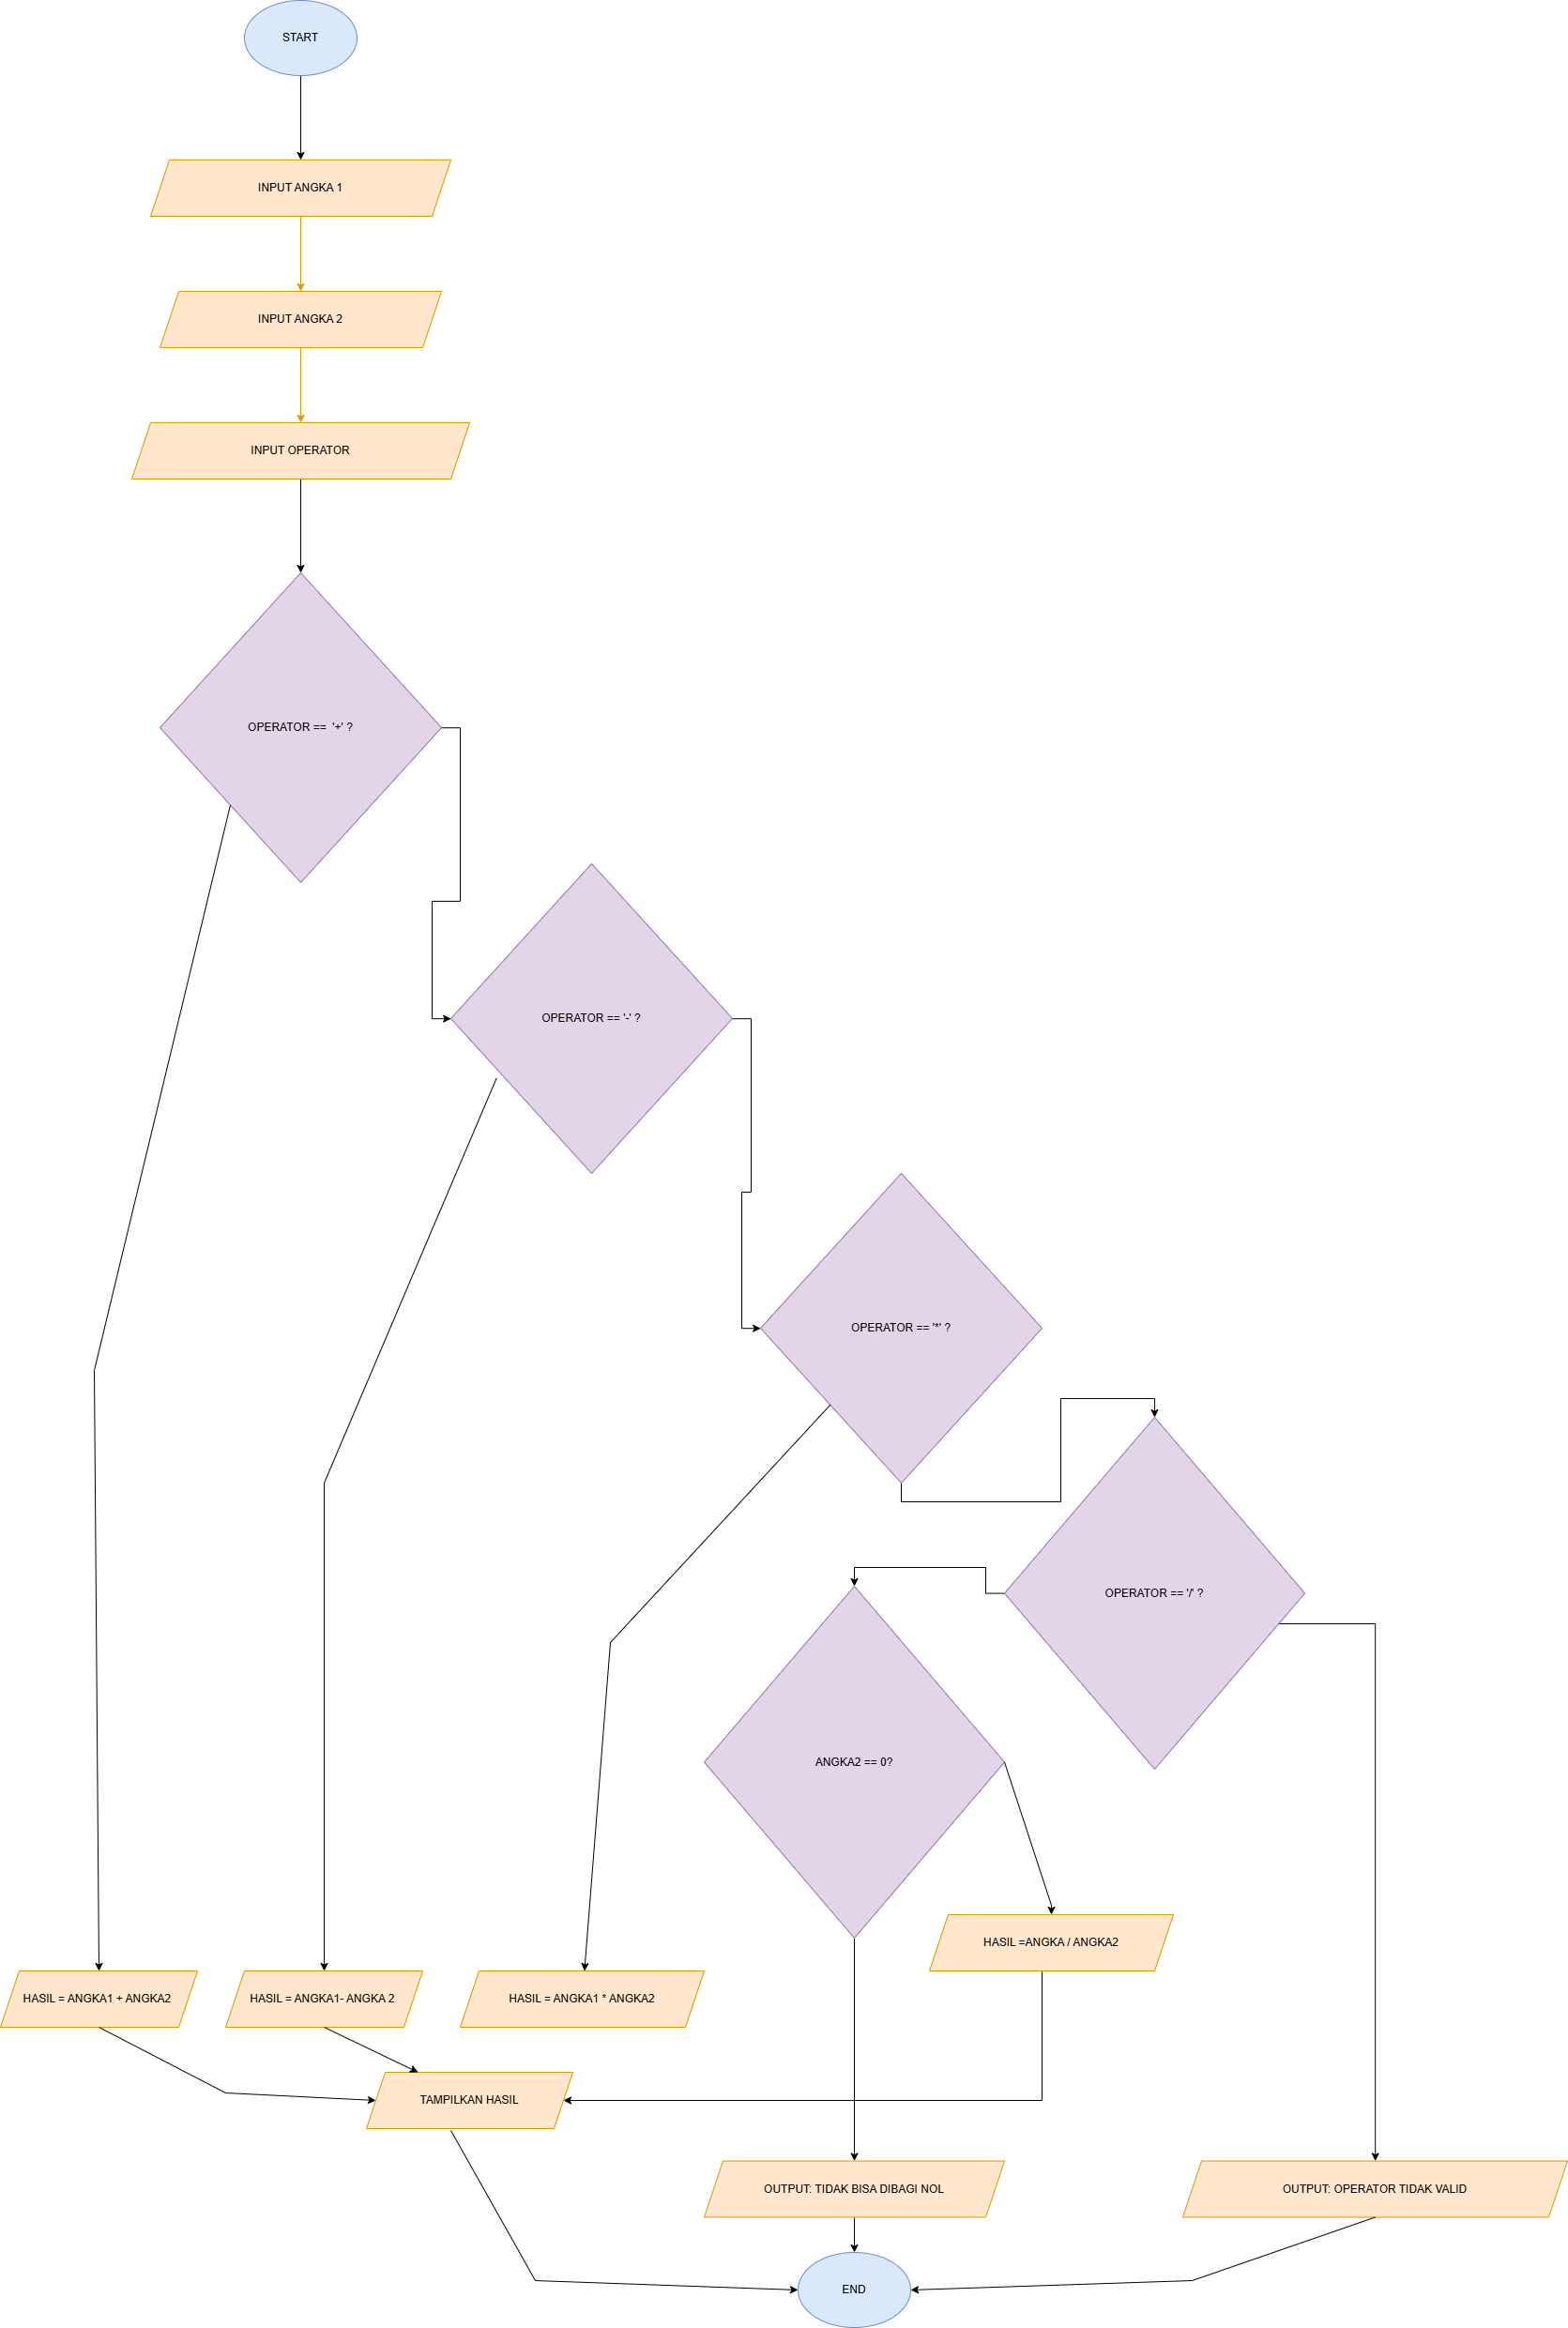 START
INPUT ANGKA 1
INPUT ANGKA 2
INPUT OPERATOR
OPERATOR ==  '+' ?
OPERATOR == '-' ?
OPERATOR == '*' ?
OPERATOR == '/' ?
ANGKA2 == 0?
HASIL =ANGKA / ANGKA2
HASIL = ANGKA1 + ANGKA2
HASIL = ANGKA1- ANGKA 2
HASIL = ANGKA1 * ANGKA2
TAMPILKAN HASIL
OUTPUT: TIDAK BISA DIBAGI NOL
OUTPUT: OPERATOR TIDAK VALID
END